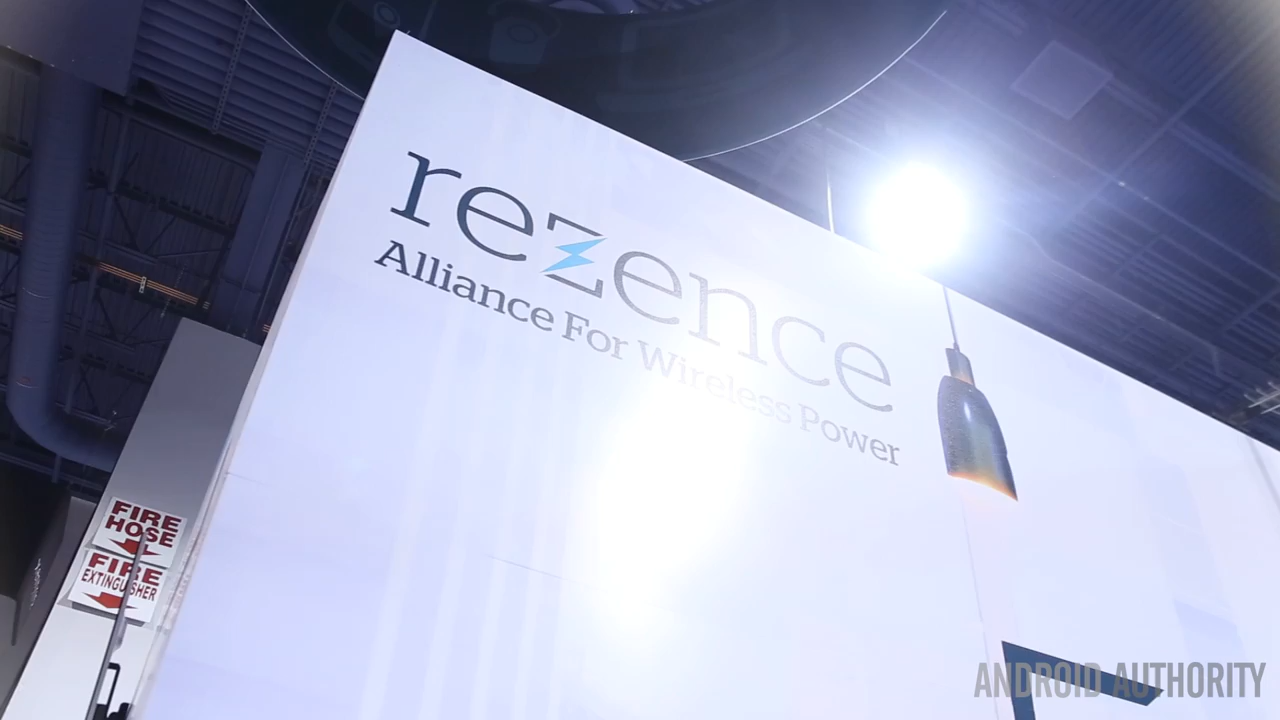 rezence
Alliance For Wireless Power
FIRE
HOSE
FIRE
EXTINGUISHER
ANDROID AUTHORITY